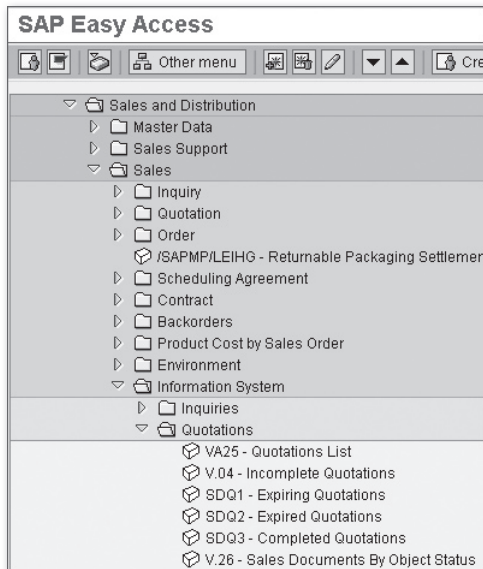 SAP Easy Access
Other menu
Cre
Sales and Distribution
Master Data
Sales Support
Sales
Inquiry
Quotation
Order
/SAPMP/LEIHG - Returnable Packaging Settlemen
Scheduling Agreement
Contract
Backorders
Product Cost by Sales Order
Environment
Information System
Inquiries
Quotations
VA25 - Quotations List
V.04 - Incomplete Quotations
SDQ1 - Expiring Quotations
SDQ2 - Expired Quotations
SDQ3 - Completed Quotations
V.26 - Sales Documents By Object Status